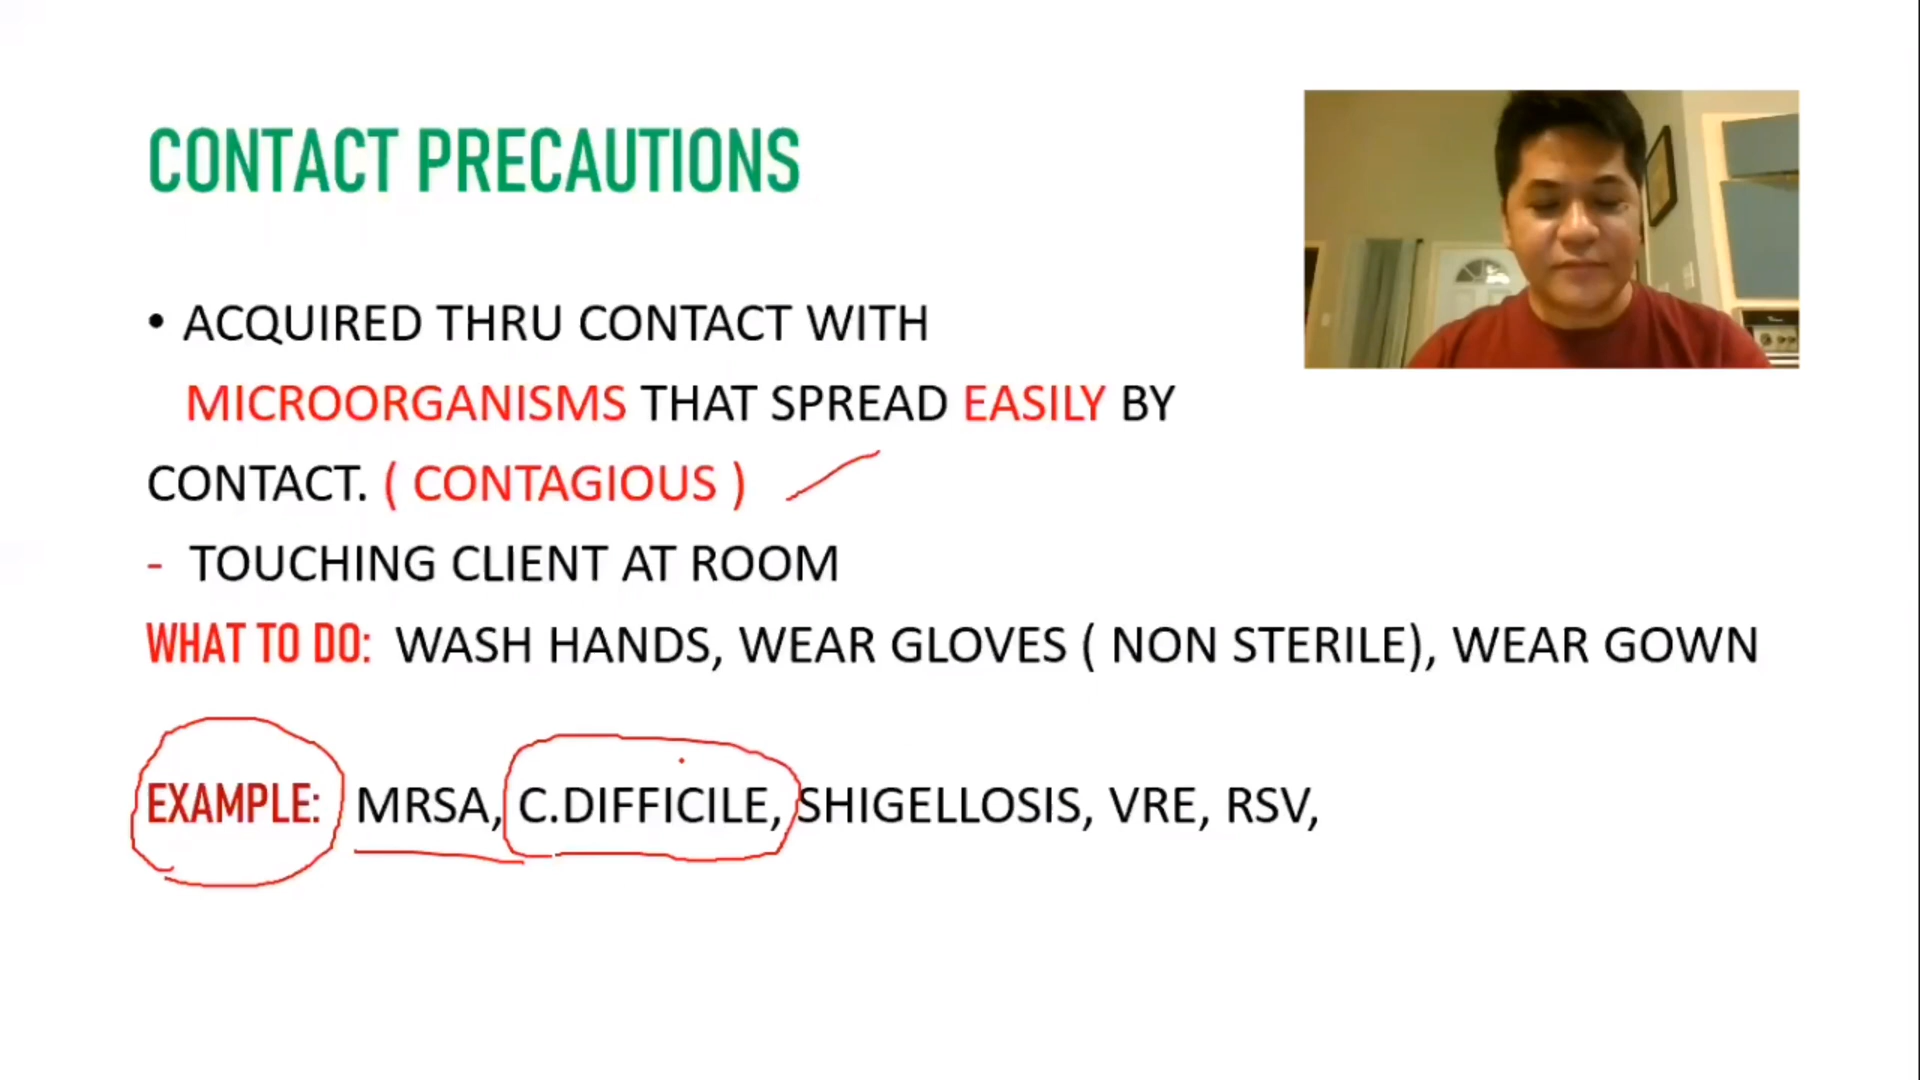 CONTACT PRECAUTIONS
• ACQUIRED THRU CONTACT WITH
MICROORGANISMS THAT SPREAD EASILY BY
CONTACT. ( CONTAGIOUS )
- TOUCHING CLIENT AT ROOM
WHAT TO DO: WASH HANDS, WEAR GLOVES ( NON STERILE), WEAR GOWN
EXAMPLE: MRSA, C.DIFFICILE, SHIGELLOSIS, VRE, RSV,